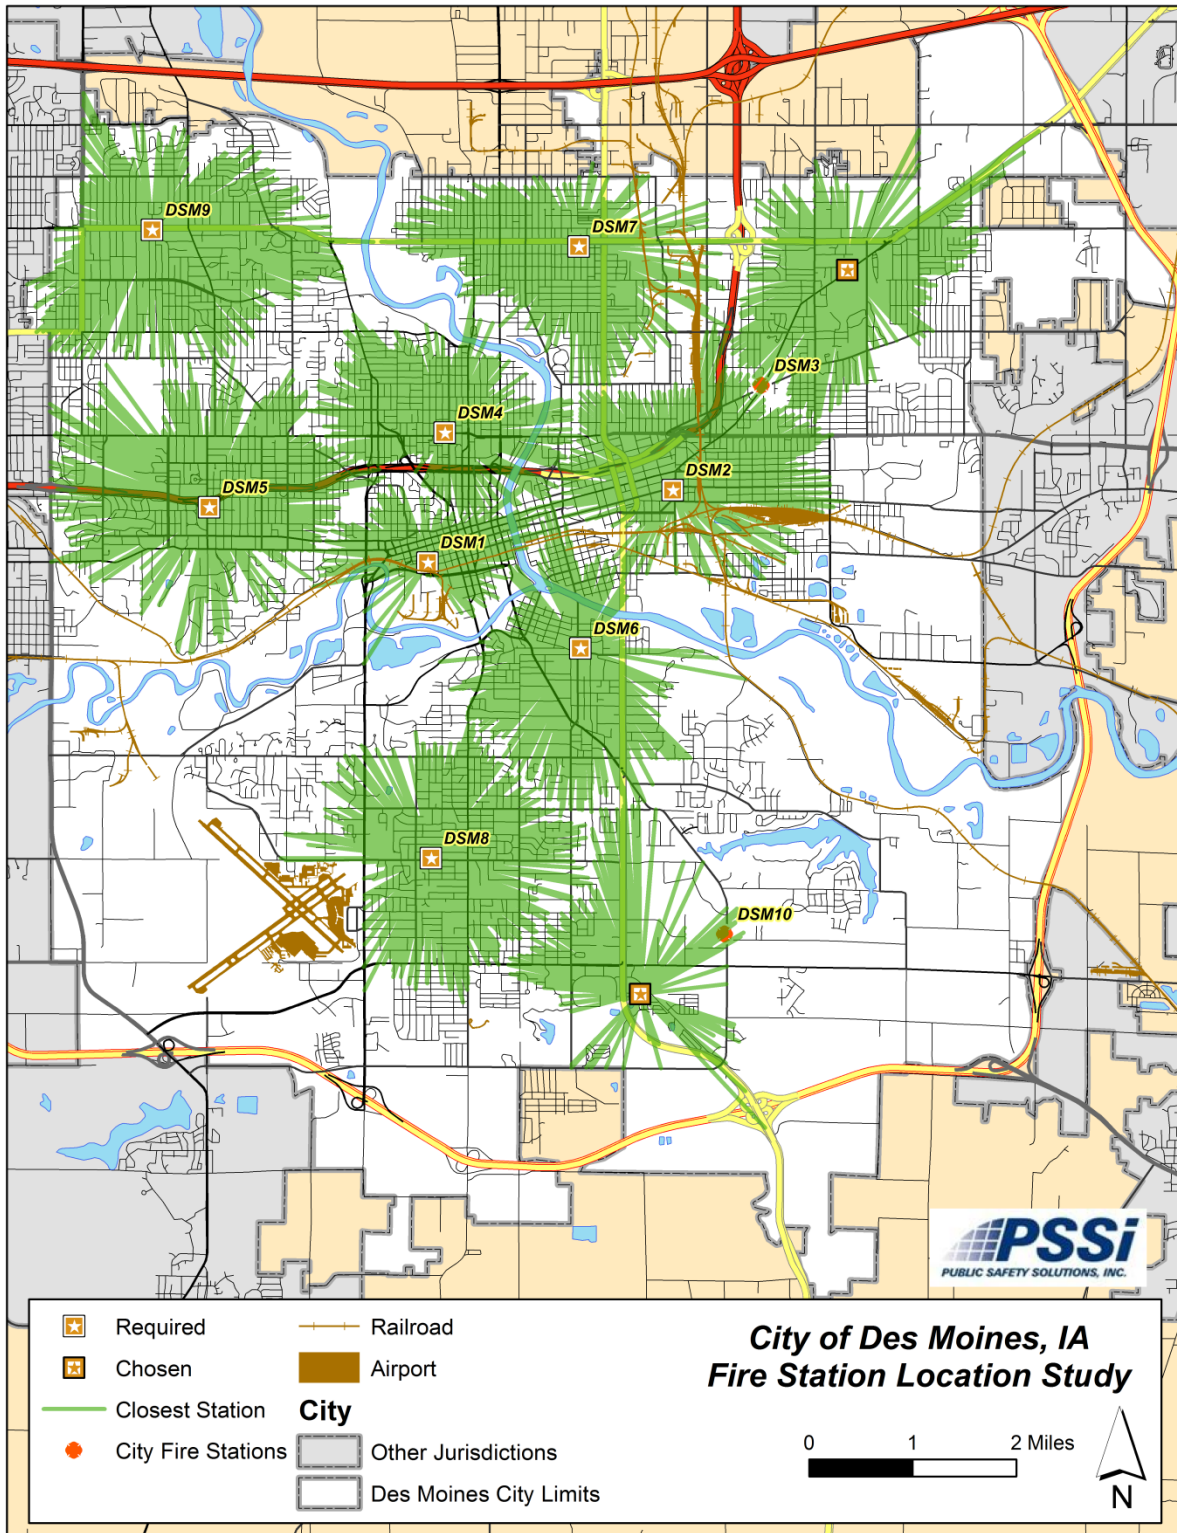 DSM9
DSM7
DSM3
DSM4
DSM2
DSM5
DSM1
DSM6
DSM8
DSM10
PSSi
PUBLIC SAFETY SOLUTIONS, INC.
Required
Railroad
Chosen
Airport
Closest Station
City
City Fire Stations
Other Jurisdictions
Des Moines City Limits
City of Des Moines, IA
Fire Station Location Study
0 1 2 Miles
N